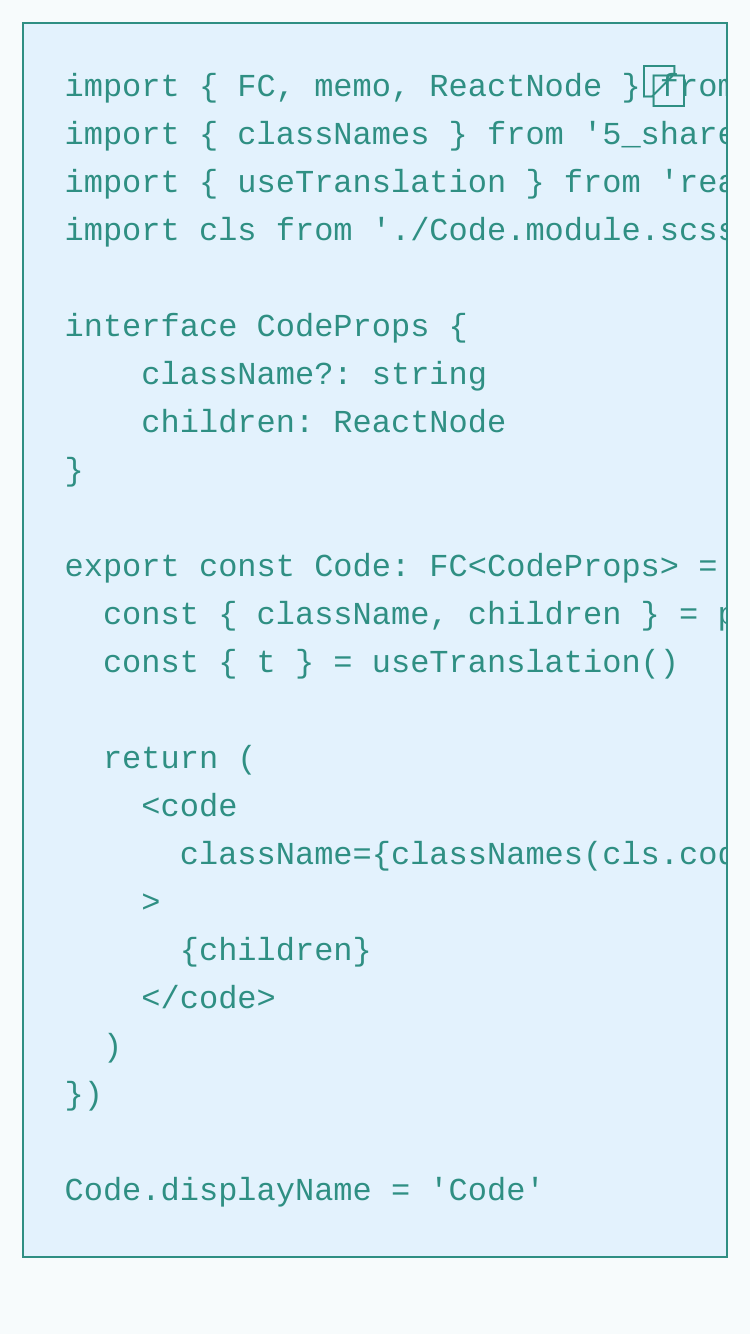 import { FC, memo, ReactNode } from
import { classNames } from '5_share
import { useTranslation } from 'rea
import cls from './Code.module.scss
interface CodeProps {
    className?: string
    children: ReactNode
}
export const Code: FC<CodeProps> =
  const { className, children } = p
  const { t } = useTranslation()
  return (
    <code
      className={classNames(cls.cod
    >
      {children}
    </code>
  )
})
Code.displayName = 'Code'